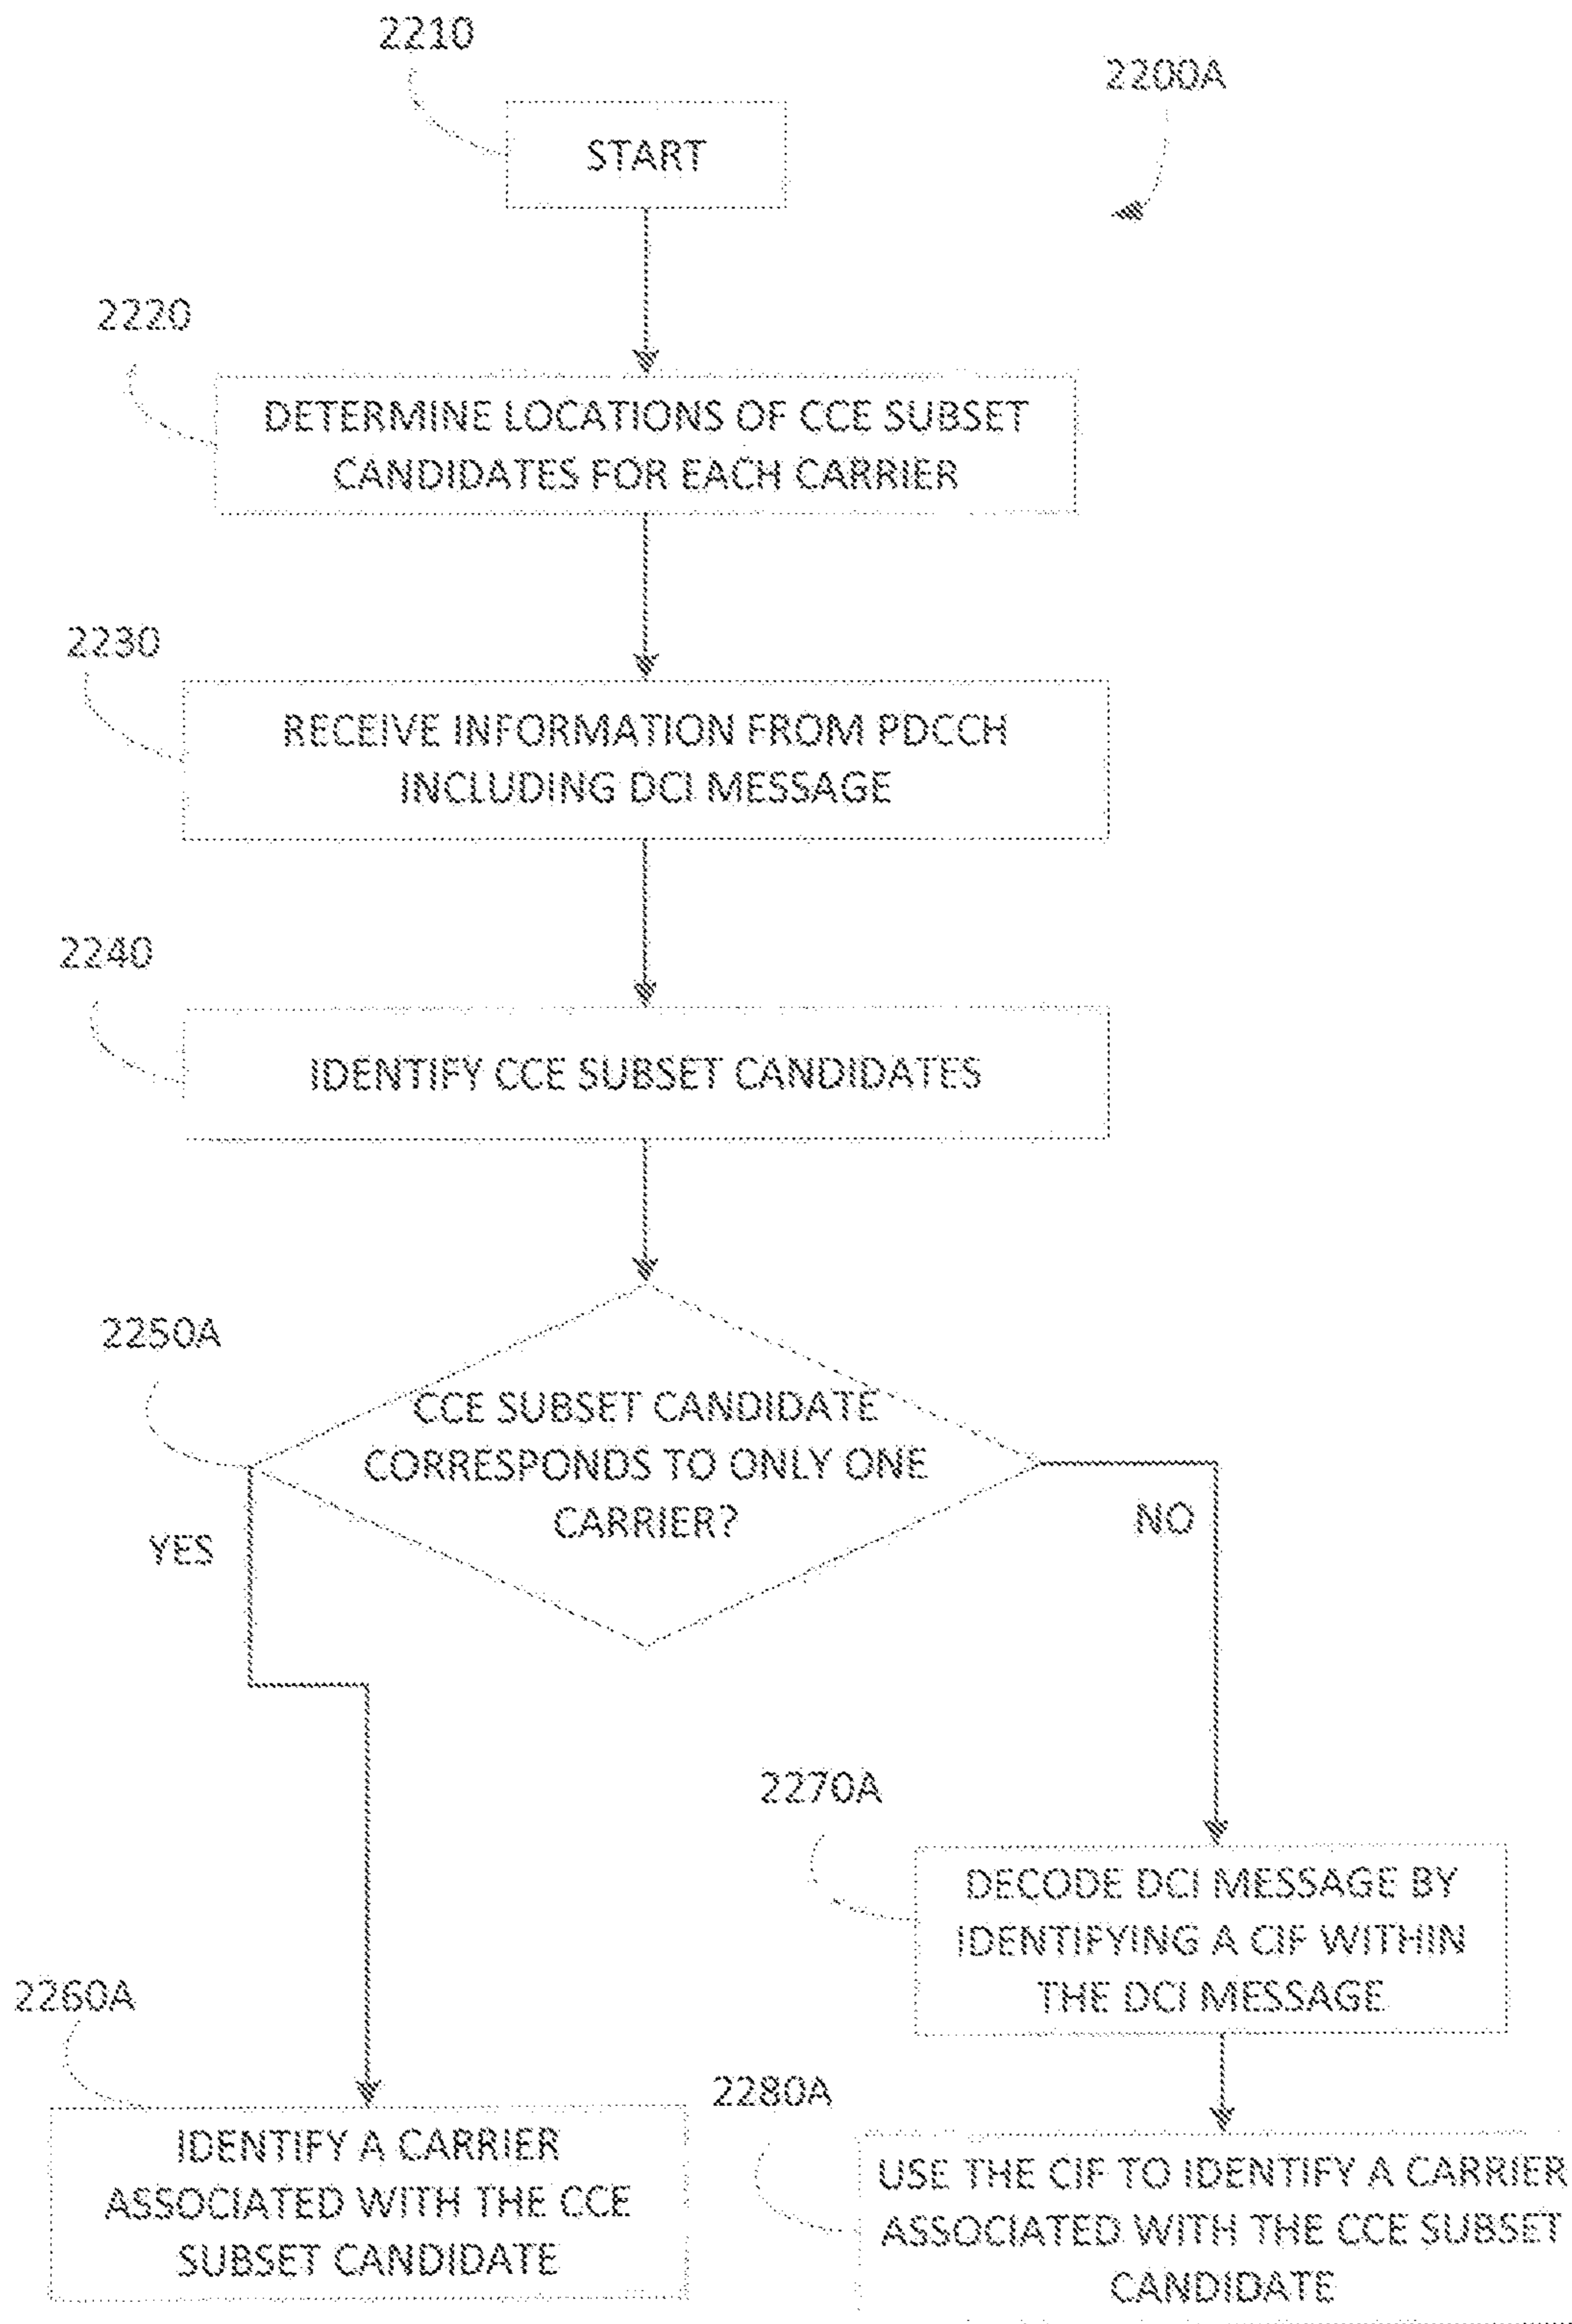 2210
2200A
START
2220
DETERMINE LOCATIONS OF CCE SUBSET
CANDIDATES FOR EACH CARRIER
2230
RECEIVE INFORMATION FROM PDCCH
INCLUDING DCI MESSAGE
2240
IDENTIFY CCE SUBSET CANDIDATES
2250A
CCE SUBSET CANDIDATE
CORRESPONDS TO ONLY ONE
CARRIER?
YES
NO
2270A
DECODE DCI MESSAGE BY
IDENTIFYING A CIF WITHIN
THE DCI MESSAGE
2260A
IDENTIFY A CARRIER
ASSOCIATED WITH THE CCE
SUBSET CANDIDATE
2280A
USE THE CIF TO IDENTIFY A CARRIER
ASSOCIATED WITH THE CCE SUBSET
CANDIDATE